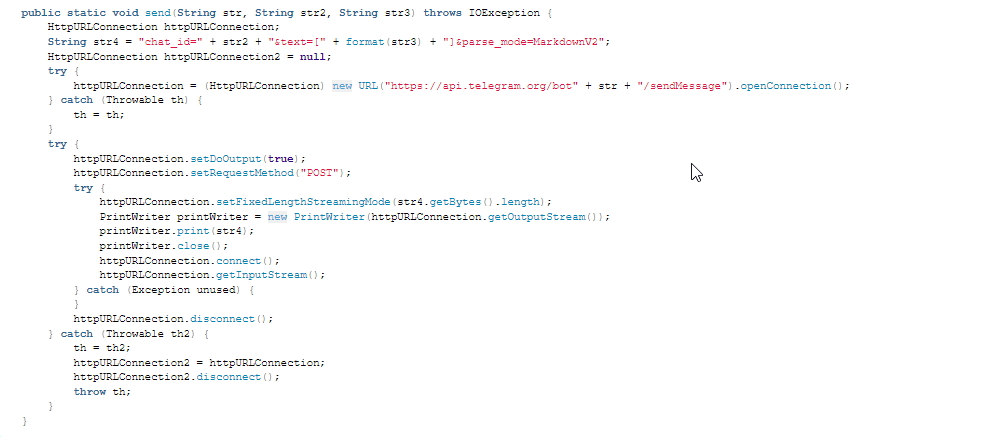 public static void send(String str, String str2, String str3) throws IOException {
HttpURLConnection httpURLConnection;
String str4 = "chat_id=" + str2 + "&text=[" + format(str3) + "]&parse_mode=MarkdownV2";
HttpURLConnection httpURLConnection2 = null;
try {
httpURLConnection = (HttpURLConnection) new URL("https://api.telegram.org/bot" + str + "/sendMessage").openConnection();
} catch (Throwable th) {
th = th;
}
try {
httpURLConnection.setDoOutput(true);
httpURLConnection.setRequestMethod("POST");
try {
httpURLConnection.setFixedLengthStreamingMode(str4.getBytes().length);
PrintWriter printWriter = new PrintWriter(httpURLConnection.getOutputStream());
printWriter.print(str4);
printWriter.close();
httpURLConnection.connect();
httpURLConnection.getInputStream();
} catch (Exception unused) {
}
httpURLConnection.disconnect();
} catch (Throwable th2) {
th = th2;
httpURLConnection2 = httpURLConnection;
httpURLConnection2.disconnect();
throw th;
}
}